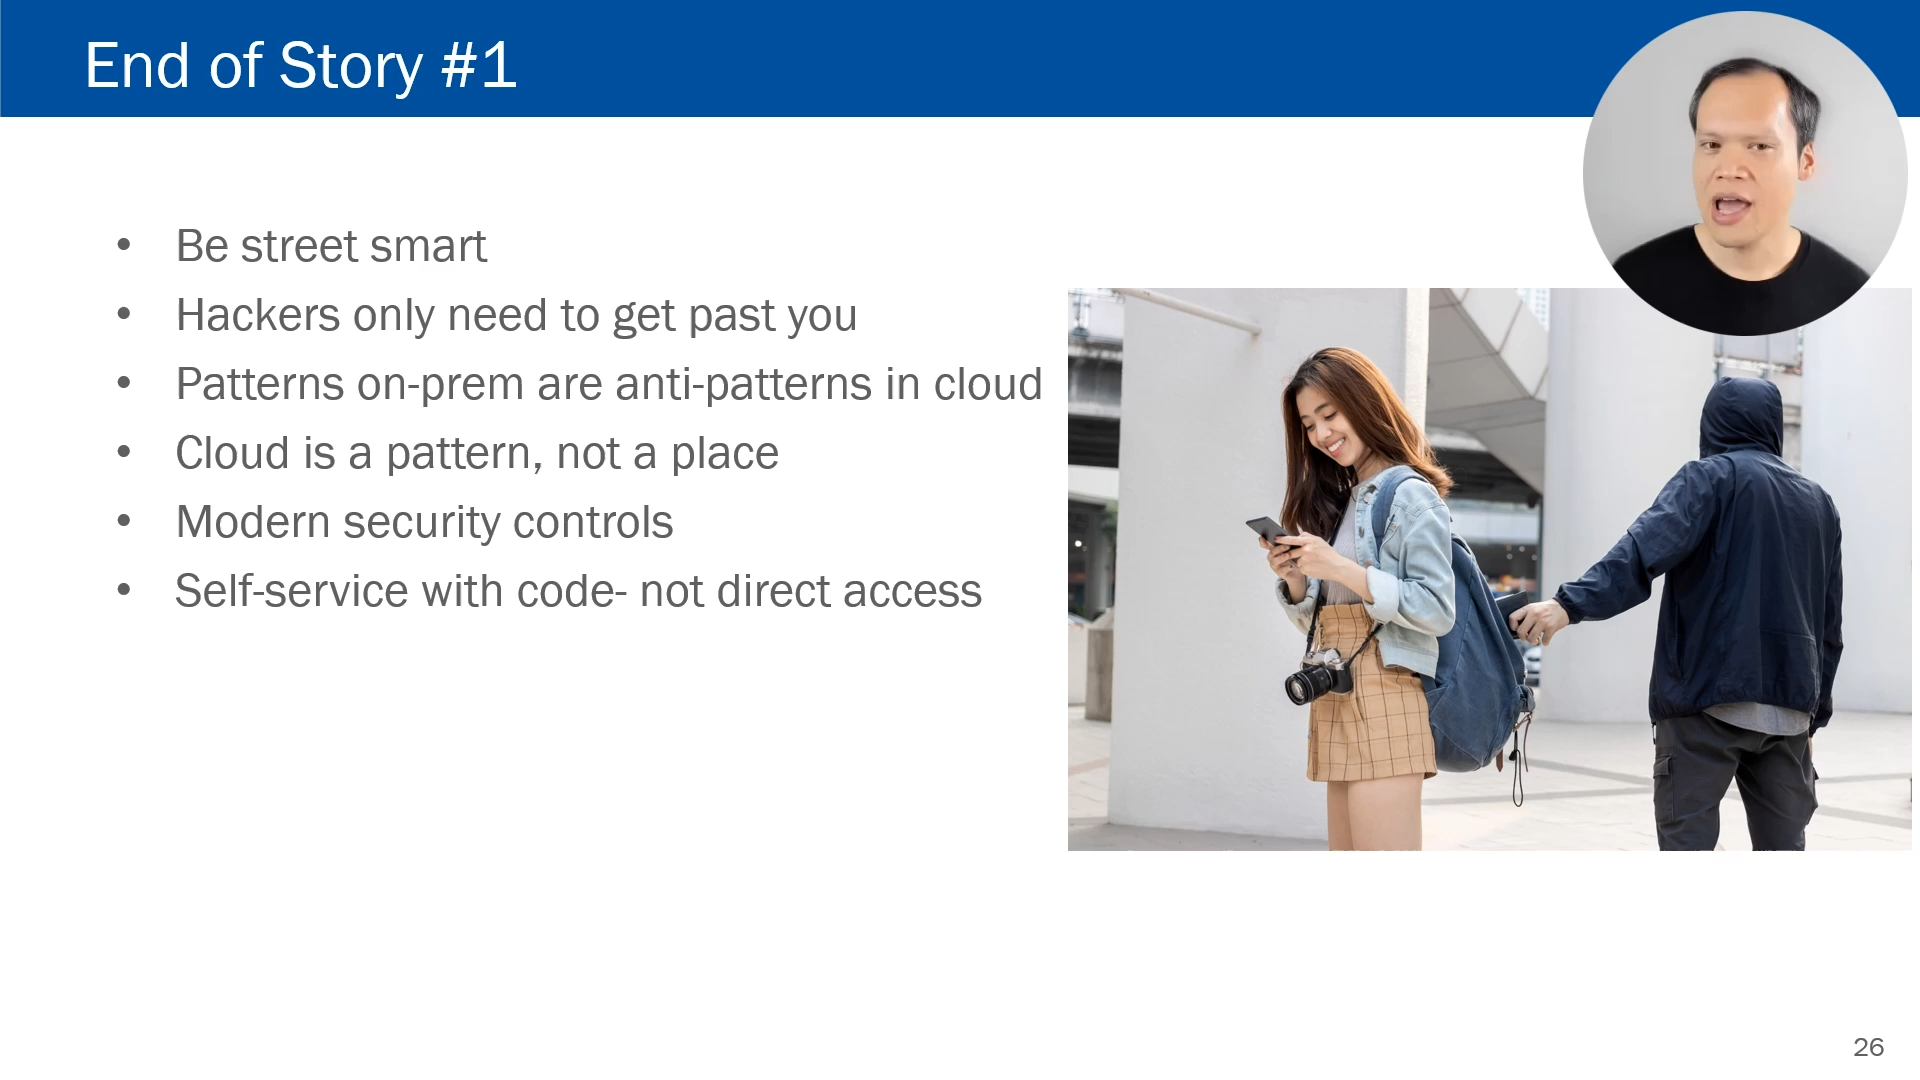 End of Story #1
• Be street smart
• Hackers only need to get past you
• Patterns on-prem are anti-patterns in cloud
• Cloud is a pattern, not a place
• Modern security controls
• Self-service with code- not direct access
26